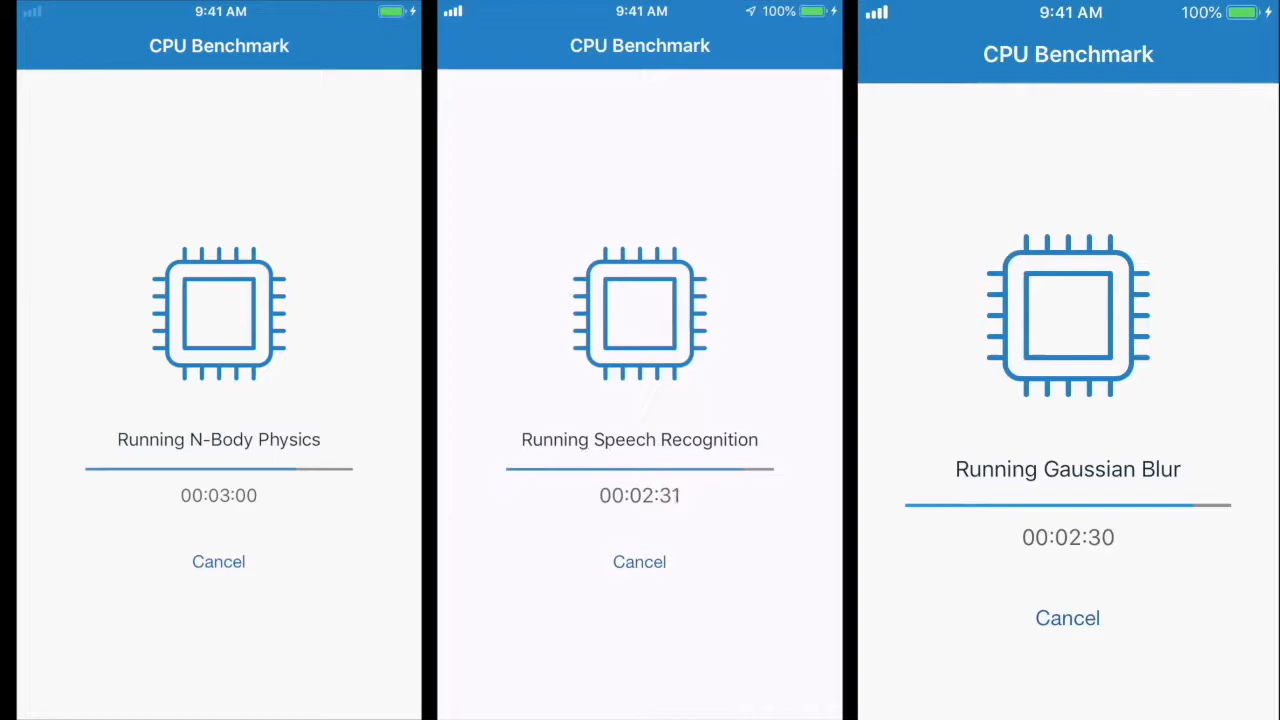 9:41 AM
CPU Benchmark
Running N-Body Physics
00:03:00
Cancel
9:41 AM
100%
CPU Benchmark
Running Speech Recognition
00:02:31
Cancel
9:41 AM
100%
CPU Benchmark
Running Gaussian Blur
00:02:30
Cancel